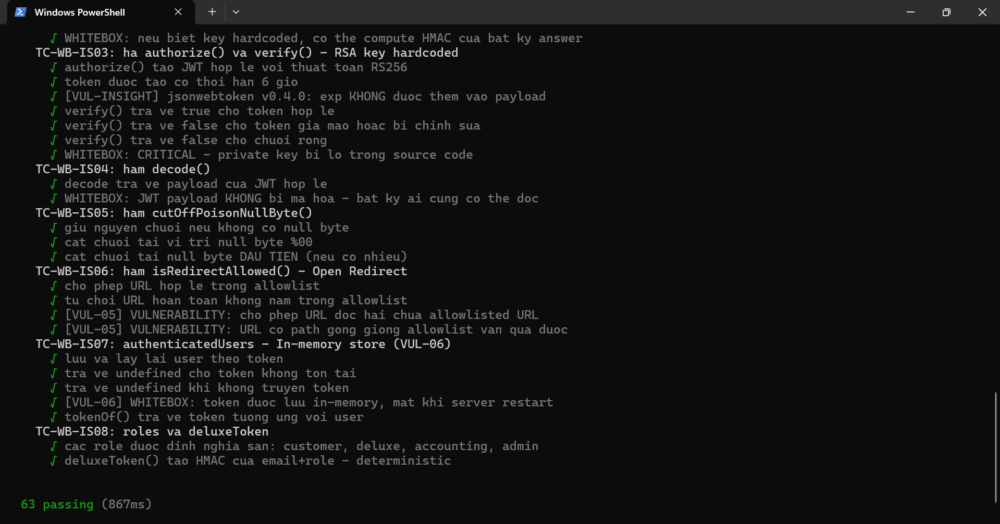 Windows PowerShell
√ WHITEBOX: neu biet key hardcoded, co the compute HMAC cua bat ky answer
TC-WB-IS03: ha authorize() va verify() - RSA key hardcoded
√ authorize() tao JWT hop le voi thuat toan RS256
√ token duoc tao co thoi han 6 gio
√ [VUL-INSIGHT] jsonwebtoken v0.4.0: exp KHONG duoc them vao payload
√ verify() tra ve true cho token hop le
√ verify() tra ve false cho token gia mao hoac bi chinh sua
√ verify() tra ve false cho chuoi rong
√ WHITEBOX: CRITICAL - private key bi lo trong source code
TC-WB-IS04: ham decode()
√ decode tra ve payload cua JWT hop le
√ WHITEBOX: JWT payload KHONG bi ma hoa - bat ky ai cung co the doc
TC-WB-IS05: ham cutOffPoisonNullByte()
√ giu nguyen chuoi neu khong co null byte
√ cat chuoi tai vi tri null byte %00
√ cat chuoi tai null byte DAU TIEN (neu co nhieu)
TC-WB-IS06: ham isRedirectAllowed() - Open Redirect
√ cho phep URL hop le trong allowlist
√ tu choi URL hoan toan khong nam trong allowlist
√ [VUL-05] VULNERABILITY: cho phep URL doc hai chua allowlisted URL
√ [VUL-05] VULNERABILITY: URL co path gong giong allowlist van qua duoc
TC-WB-IS07: authenticatedUsers - In-memory store (VUL-06)
√ luu va lay lai user theo token
√ tra ve undefined cho token khong ton tai
√ tra ve undefined khi khong truyen token
√ [VUL-06] WHITEBOX: token duoc luu in-memory, mat khi server restart
√ tokenOf() tra ve token tuong ung voi user
TC-WB-IS08: roles va deluxeToken
√ cac role duoc dinh nghia san: customer, deluxe, accounting, admin
√ deluxeToken() tao HMAC cua email+role - deterministic
63 passing (867ms)